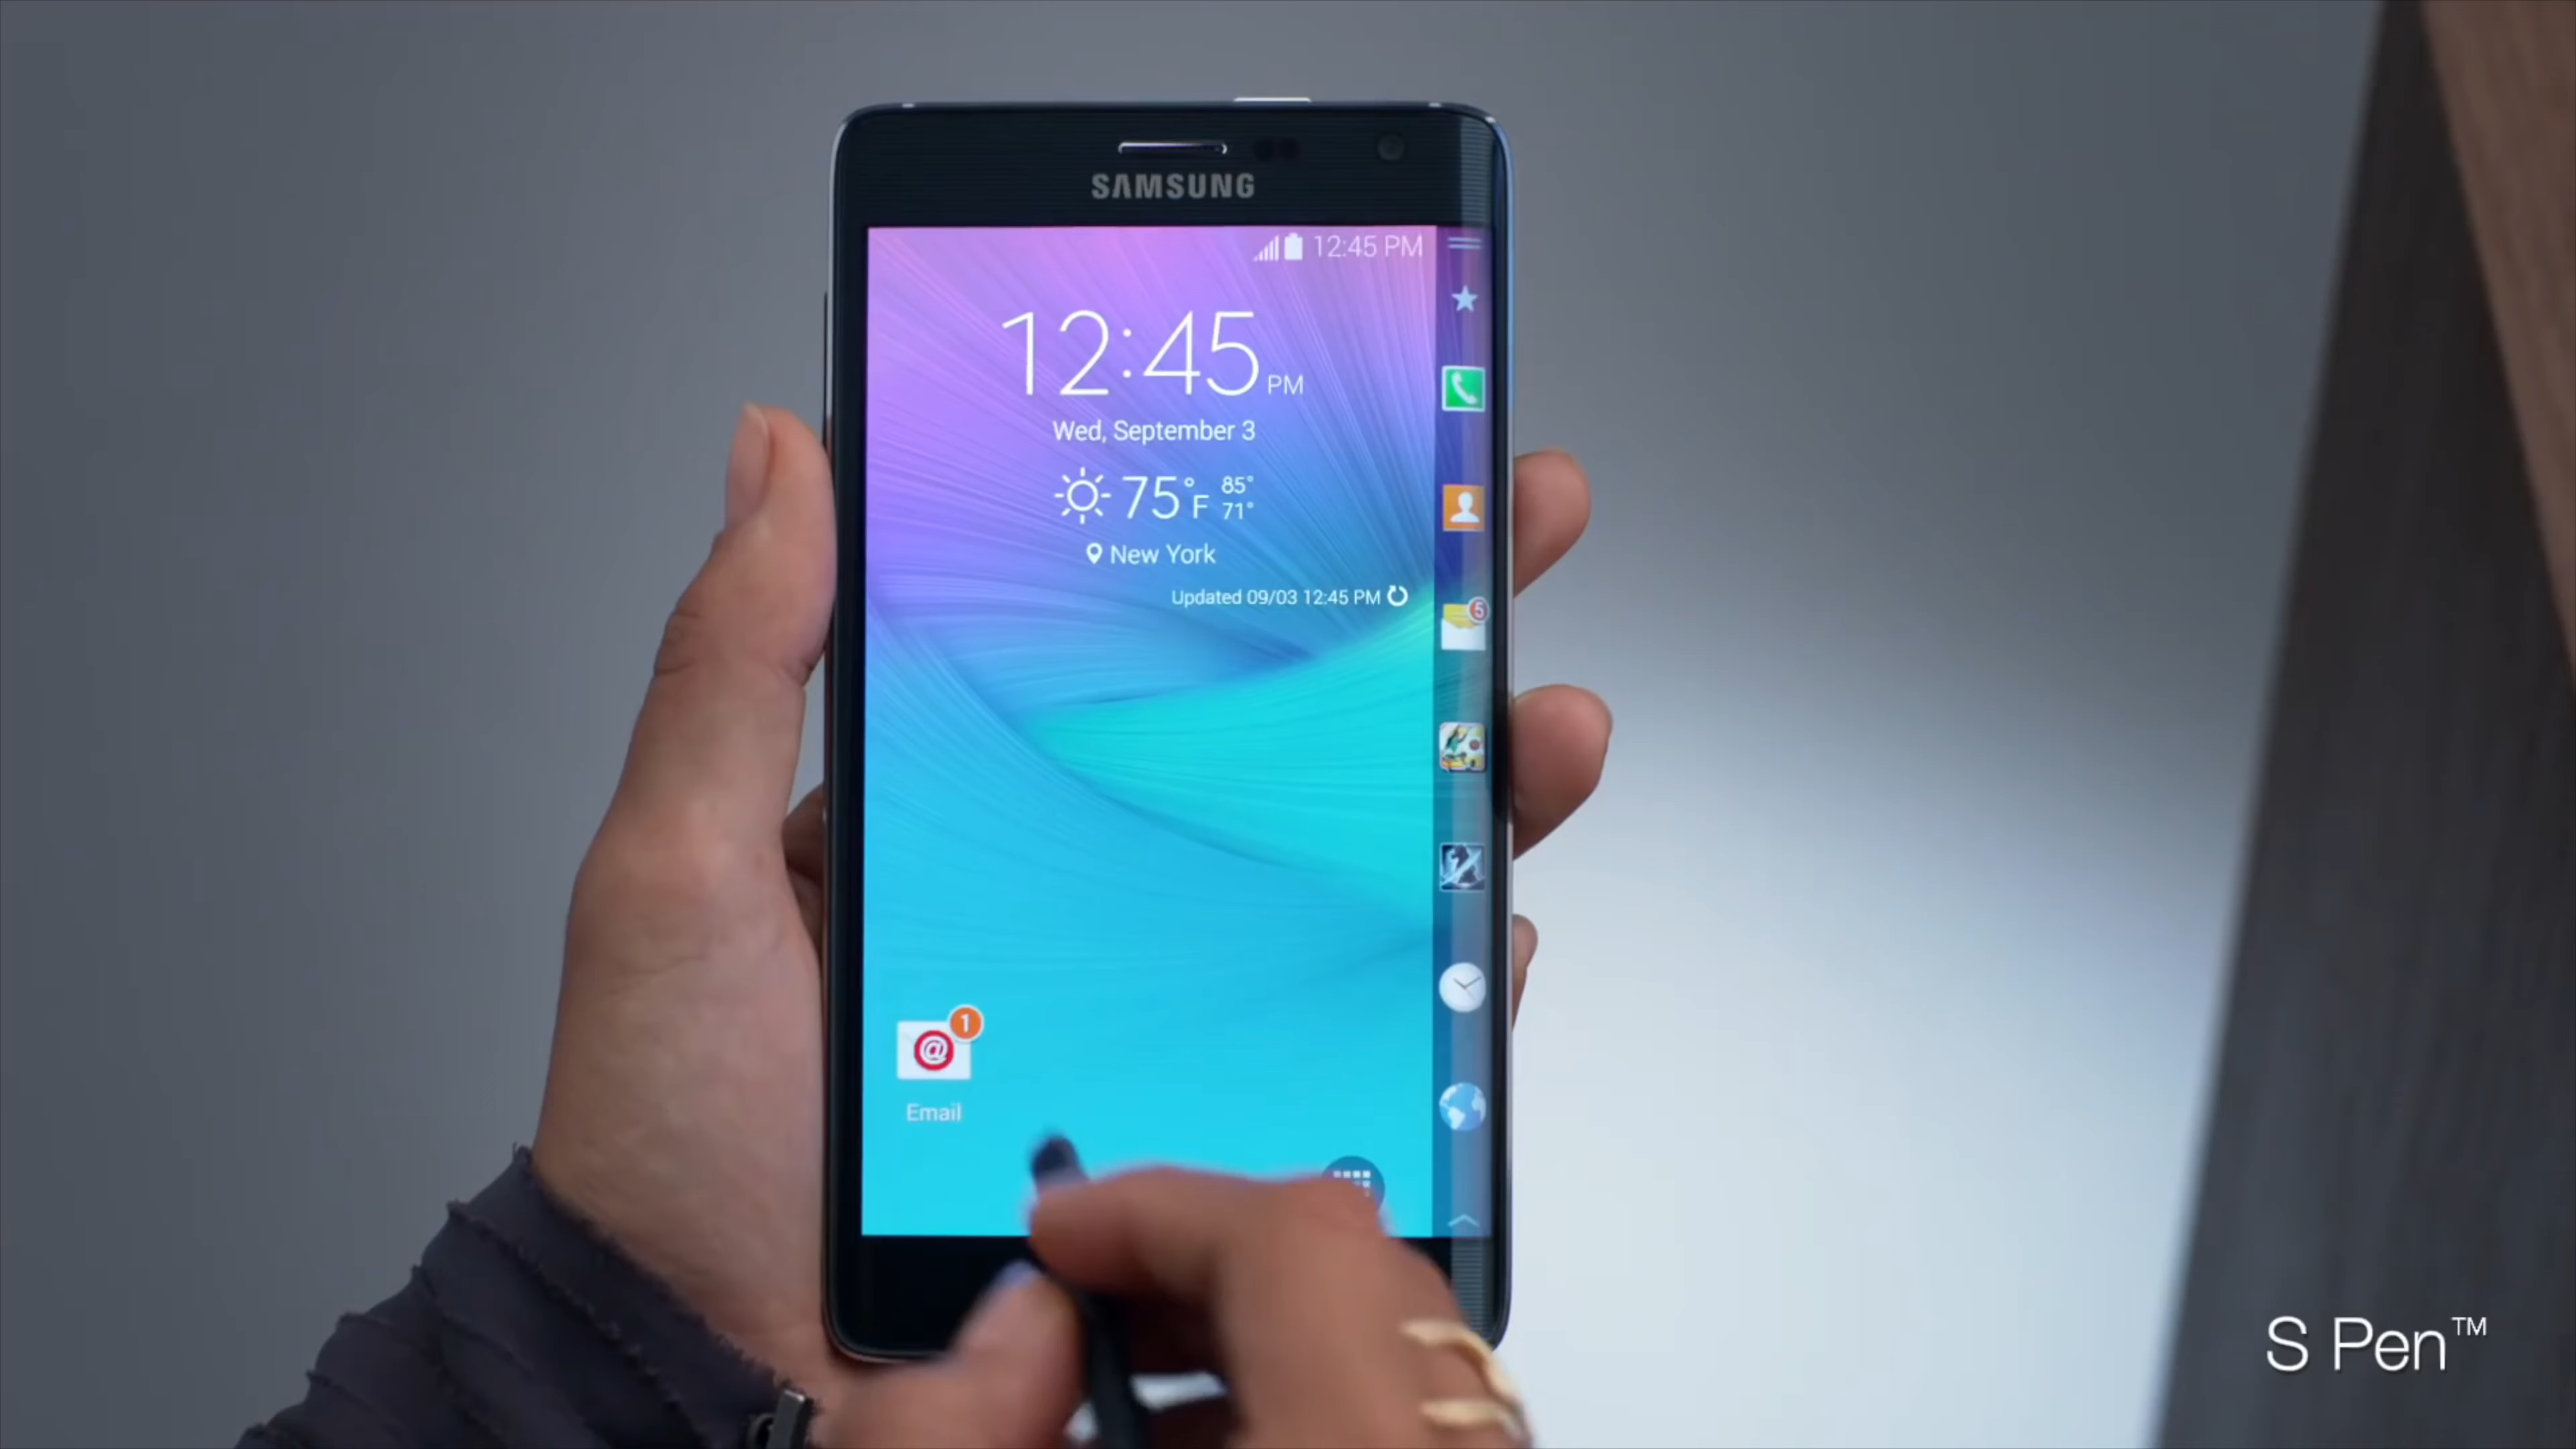 SAMSUNG
12:45 PM
12:45 PM
Wed, September 3
75°F 85° 71°
New York
Updated 09/03 12:45 PM
5
1
@
Email
S Pen™